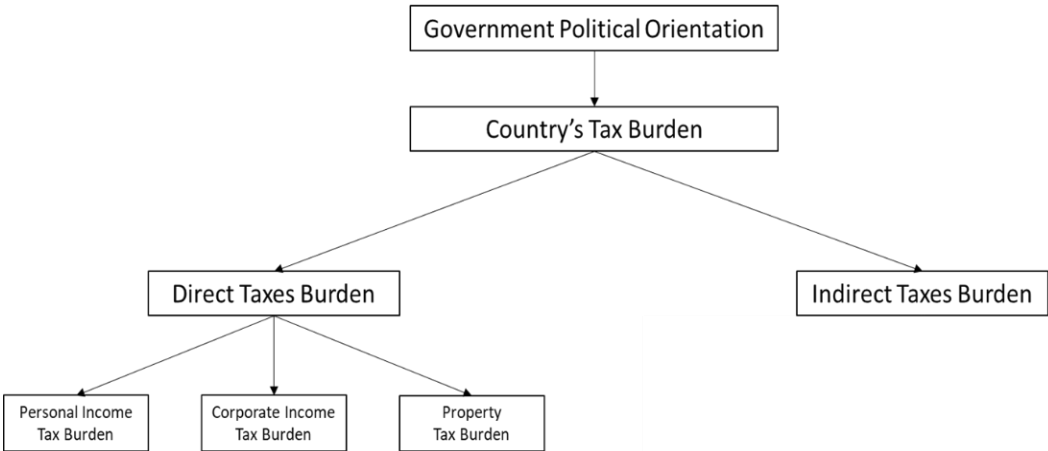 Government Political Orientation
Country’s Tax Burden
Direct Taxes Burden
Indirect Taxes Burden
Personal Income
Tax Burden
Corporate Income
Tax Burden
Property
Tax Burden